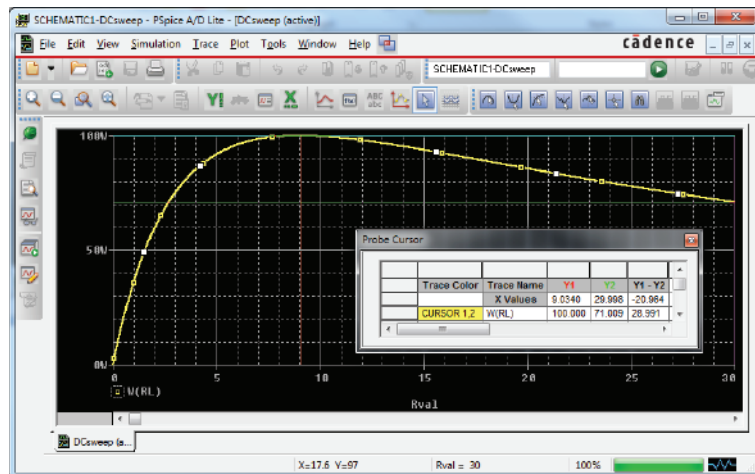 SCHEMATIC1-DCsweep - PSpice A/D Lite - [DCsweep (active)]
File Edit View Simulation Trace Plot Tools Window Help cādence
SCHEMATIC1-DCsweep
ABC
abc
100W
50W
0W
Probe Cursor
Trace Color Trace Name Y1 Y2 Y1 - Y2
X Values 9.0340 29.998 -20.964
CURSOR 1,2 W(RL) 100.000 71.009 28.991
0 5 10 15 20 25 30
W(RL)
Rval
DCsweep (a...
X=17.6 Y=97 Rval = 30 100%